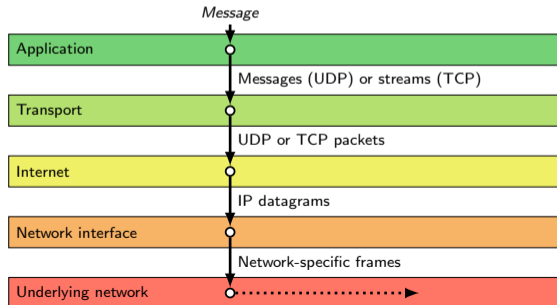 Message
Application
Messages (UDP) or streams (TCP)
Transport
UDP or TCP packets
Internet
IP datagrams
Network interface
Network-specific frames
Underlying network